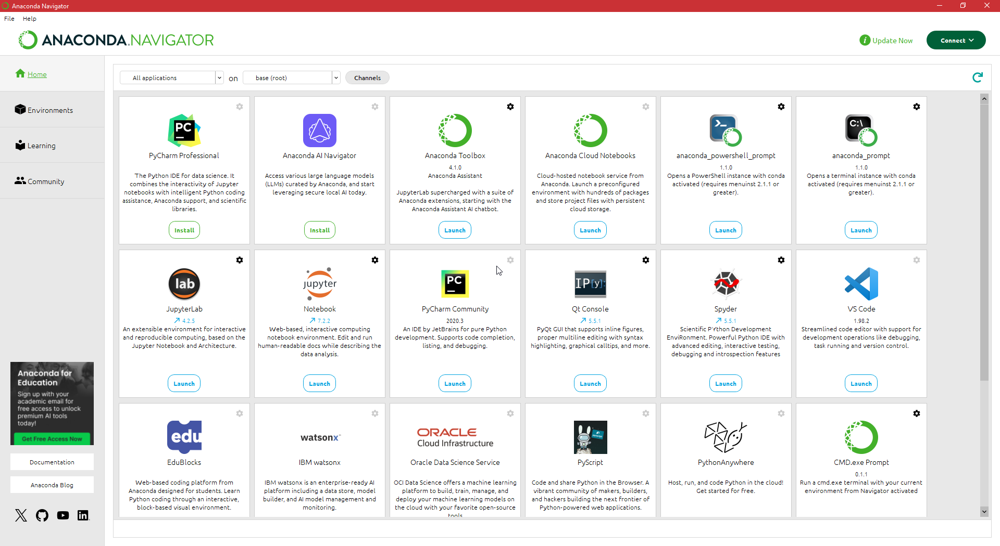 Anaconda Navigator
File Help
ANACONDA.NAVIGATOR
i Update Now
Connect
Home
Environments
Learning
Community
All applications
on
base (root)
Channels
PC
PyCharm Professional
The Python IDE for data science. It
combines the interactivity of Jupyter
notebooks with intelligent Python coding
assistance, Anaconda support, and scientific
libraries.
Install
Anaconda AI Navigator
Access various large language models
(LLMs) curated by Anaconda, and start
leveraging secure local AI today.
Install
Anaconda Toolbox
4.1.0
Anaconda Assistant
JupyterLab supercharged with a suite of
Anaconda extensions, starting with the
Anaconda Assistant AI chatbot.
Launch
Anaconda Cloud Notebooks
Cloud-hosted notebook service from
Anaconda. Launch a preconfigured
environment with hundreds of packages
and store project files with persistent
cloud storage.
Launch
anaconda_powershell_prompt
1.1.0
Opens a PowerShell instance with conda
activated (requires menuinst 2.1.1 or
greater).
Launch
C:\
anaconda_prompt
1.1.0
Opens a terminal instance with conda
activated (requires menuinst 2.1.1 or
greater).
Launch
lab
JupyterLab
4.2.5
An extensible environment for interactive
and reproducible computing, based on the
Jupyter Notebook and Architecture.
Launch
jupyter
Notebook
7.2.2
Web-based, interactive computing
notebook environment. Edit and run
human-readable docs while describing the
data analysis.
Launch
PC
PyCharm Community
2020.3
An IDE by JetBrains for pure Python
development. Supports code completion,
listing, and debugging.
Launch
IP[y]:
Qt Console
5.5.1
PyQt GUI that supports inline figures,
proper multiline editing with syntax
highlighting, graphical calltips, and more.
Launch
Spyder
5.5.1
Scientific PYthon Development
EnviRonment. Powerful Python IDE with
advanced editing, interactive testing,
debugging and introspection features
Launch
VS Code
1.98.2
Streamlined code editor with support for
development operations like debugging,
task running and version control.
Launch
edu
EduBlocks
Web-based coding platform from
Anaconda designed for students. Learn
Python coding through an interactive,
block-based visual environment.
watsonx™
IBM watsonx
IBM watsonx is an enterprise-ready AI
platform including a data store, model
builder, and AI model management and
monitoring.
ORACLE
Cloud Infrastructure
Oracle Data Science Service
OCI Data Science offers a machine learning
platform to build, train, manage, and
deploy your machine learning models on
the cloud with your favorite open-source
tools.
pyscript
PyScript
Code and share Python in the Browser. A
vibrant community of makers, builders,
and hackers building the next frontier of
Python-powered web applications.
PythonAnywhere
Host, run, and code Python in the cloud!
Get started for free.
CMD.exe Prompt
0.1.1
Run a cmd.exe terminal with your current
environment from Navigator activated
Anaconda for
Education
Sign up with your
academic email for
free access to unlock
premium AI tools
today!
Get Free Access Now
Documentation
Anaconda Blog
in